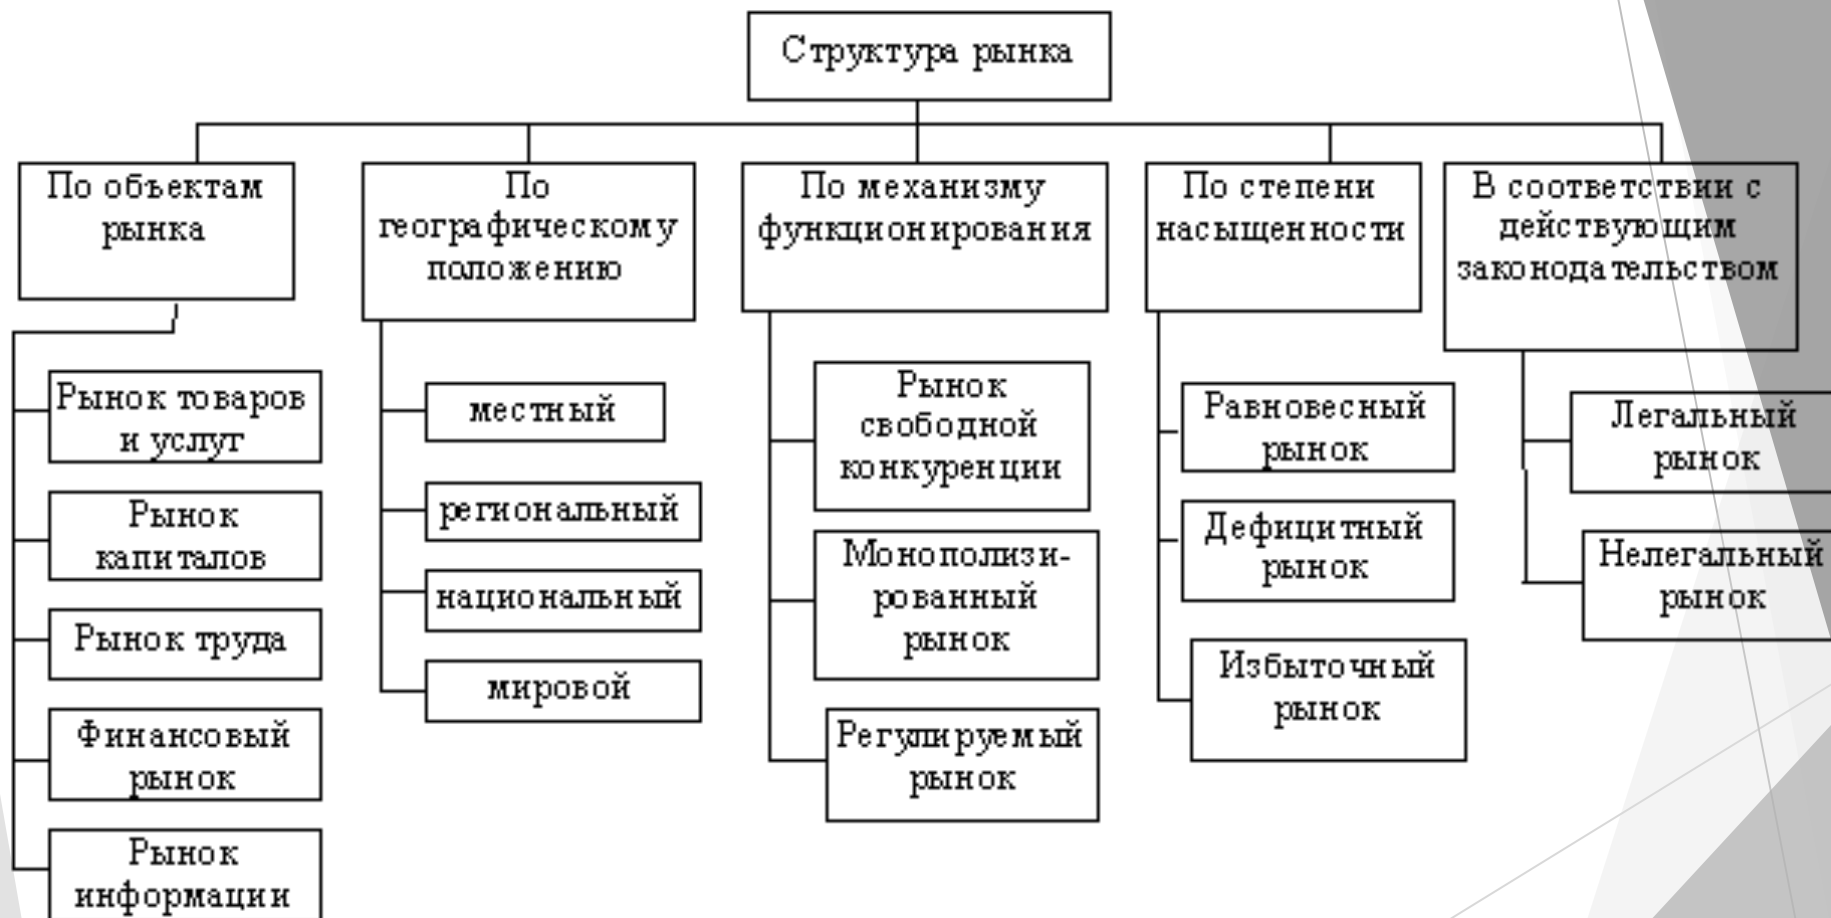 Структура рынка
По объектам
рынка
По
географическому
положению
По механизму
функционирования
По степени
насыщенности
В соответствии с
действующим
законодательством
Рынок товаров
и услуг
Рынок
капиталов
Рынок труда
Финансовый
рынок
Рынок
информации
местный
региональный
национальный
мировой
Рынок
свободной
конкуренции
Монополизи-
рованный
рынок
Регулируемый
рынок
Равновесный
рынок
Дефицитный
рынок
Избыточный
рынок
Легальный
рынок
Нелегальный
рынок